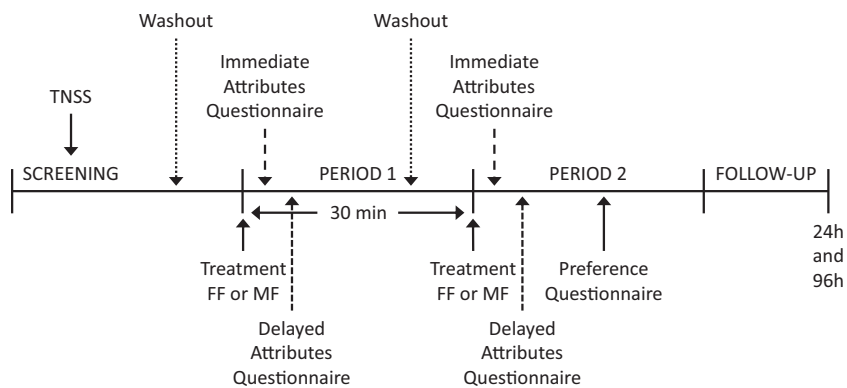 Washout
Washout
Immediate
Attributes
Questionnaire
Immediate
Attributes
Questionnaire
TNSS
SCREENING
PERIOD 1
PERIOD 2
FOLLOW-UP
30 min
24h
and
96h
Treatment
FF or MF
Treatment
FF or MF
Preference
Questionnaire
Delayed
Attributes
Questionnaire
Delayed
Attributes
Questionnaire